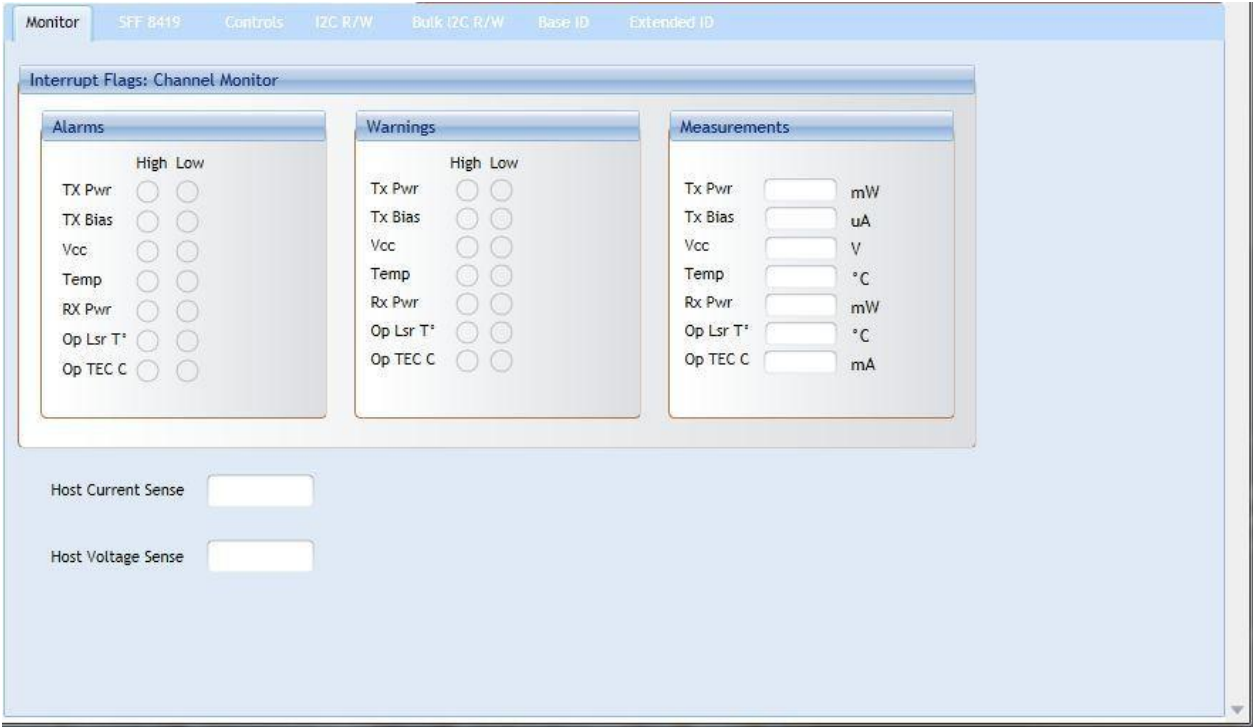 Monitor SFF 8419 Controls I2C R/W Bulk I2C R/W Base ID Extended ID
Interrupt Flags: Channel Monitor
Alarms
High Low
TX Pwr
TX Bias
Vcc
Temp
RX Pwr
Op Lsr T°
Op TEC C
Warnings
High Low
Tx Pwr
Tx Bias
Vcc
Temp
Rx Pwr
Op Lsr T°
Op TEC C
Measurements
Tx Pwr mW
Tx Bias uA
Vcc V
Temp °C
Rx Pwr mW
Op Lsr T° °C
Op TEC C mA
Host Current Sense
Host Voltage Sense